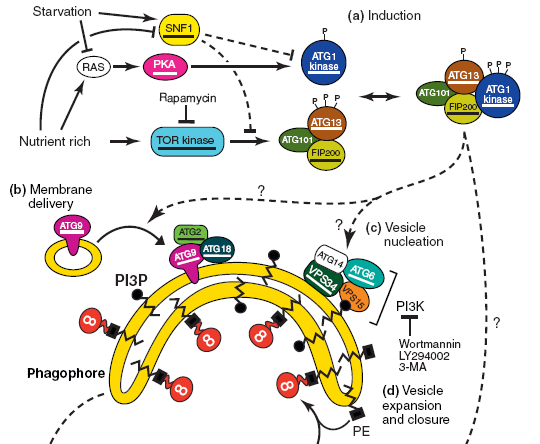 Starvation
SNF1
(a) Induction
P
RAS
PKA
ATG1
kinase
P P P
ATG13
ATG101
FIP200
ATG1
kinase
Rapamycin
P P P
Nutrient rich
TOR kinase
ATG13
ATG101
FIP200
(b) Membrane
delivery
?
ATG9
ATG2
ATG9
ATG18
?
(c) Vesicle
nucleation
ATG14
ATG6
VPS34
VPS15
PI3P
PI3K
?
Wortmannin
LY294002
3-MA
8
8
8
8
8
Phagophore
(d) Vesicle
expansion
and closure
PE